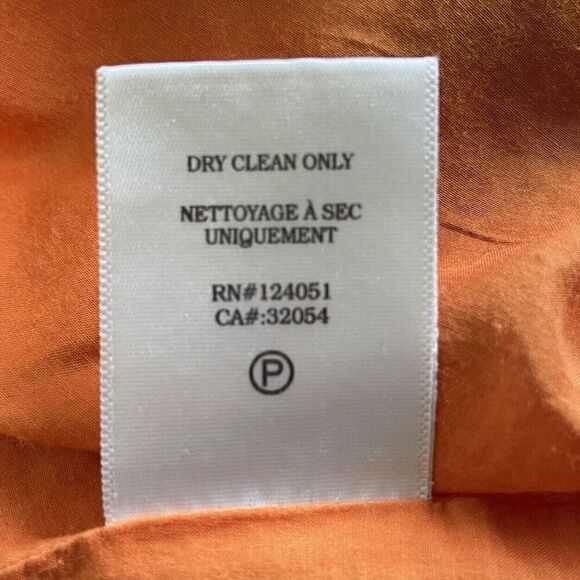 DRY CLEAN ONLY
NETTOYAGE À SEC
UNIQUEMENT
RN#124051
CA#:32054
P